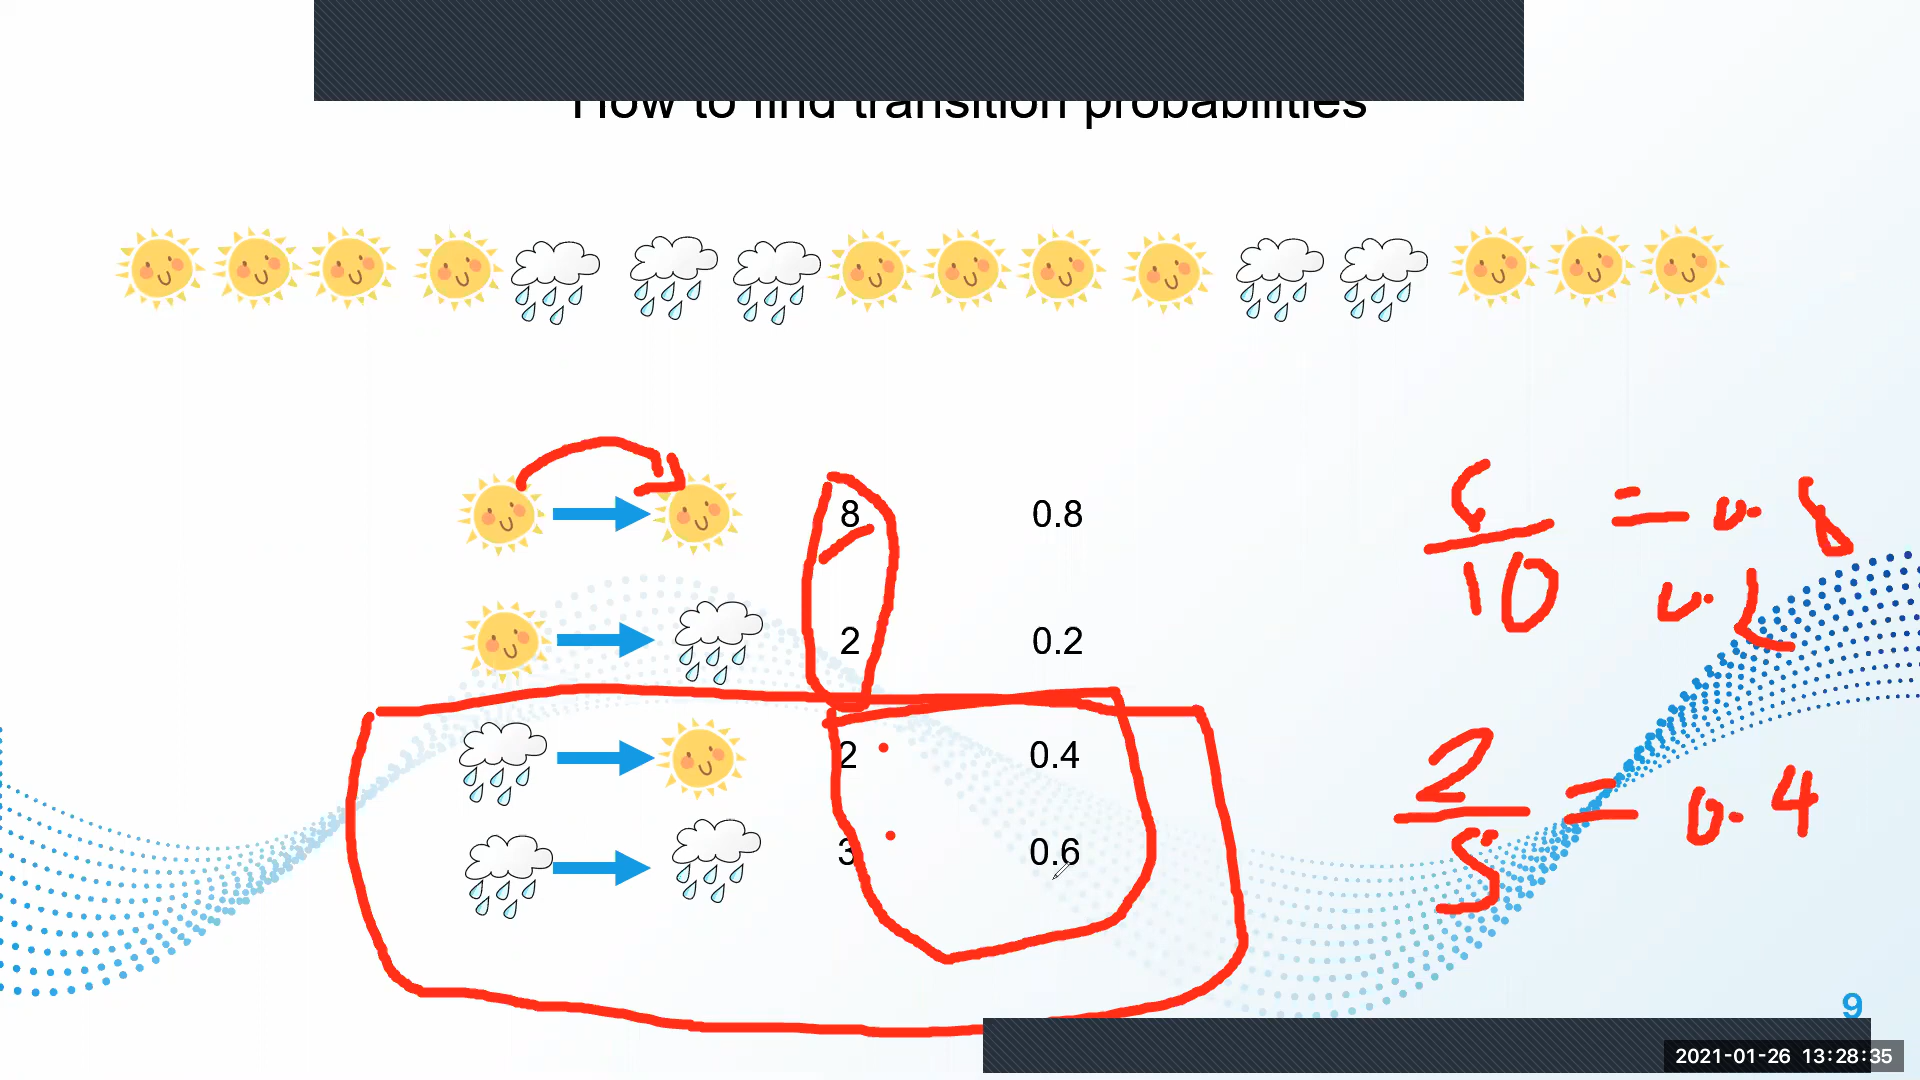 How to find transition probabilities
8 0.8
2 0.2
2 0.4
3 0.6
10 = 0.8
0.2
2
5 = 0.4
9
2021-01-26 13:28:35